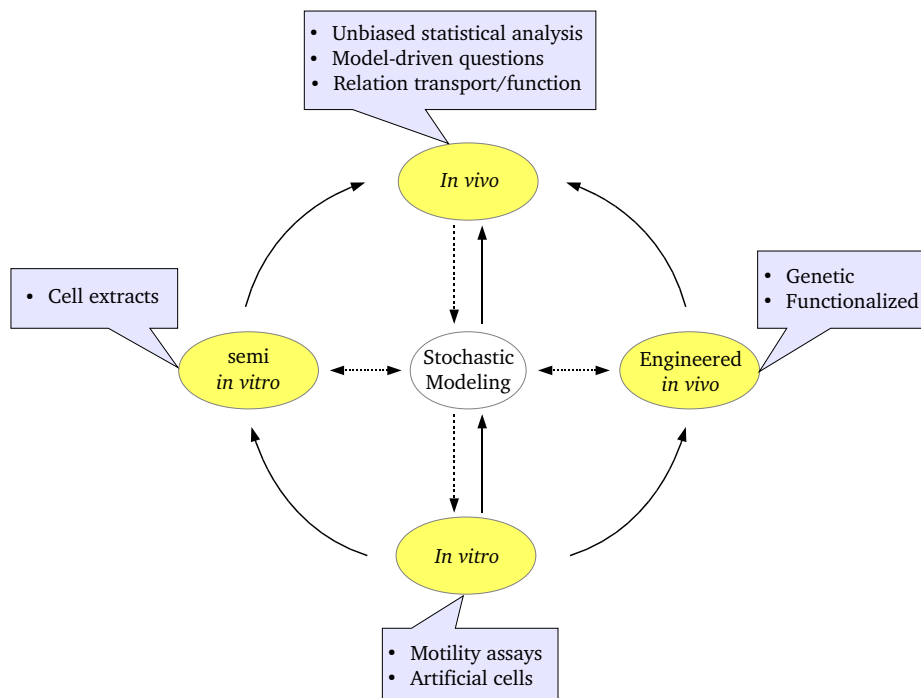 • Unbiased statistical analysis
• Model-driven questions
• Relation transport/function
In vivo
• Cell extracts
• Genetic
• Functionalized
semi
in vitro
Stochastic
Modeling
Engineered
in vivo
In vitro
• Motility assays
• Artificial cells